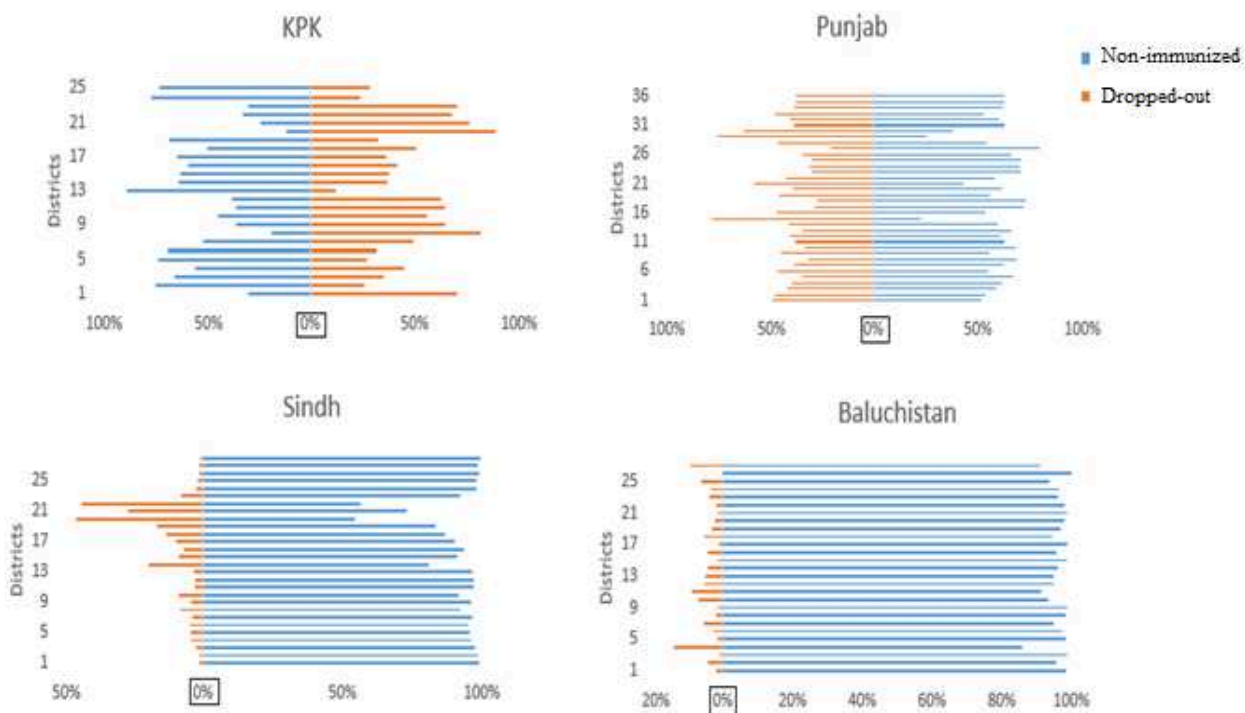 KPK
Districts
25
21
17
13
9
5
1
100% 50% 0% 50% 100%
Punjab
Non-immunized
Dropped-out
Districts
36
31
26
21
16
11
6
1
100% 50% 0% 50% 100%
Sindh
Districts
25
21
17
13
9
5
1
50% 0% 50% 100%
Baluchistan
Districts
25
21
17
13
9
5
1
20% 0% 20% 40% 60% 80% 100%